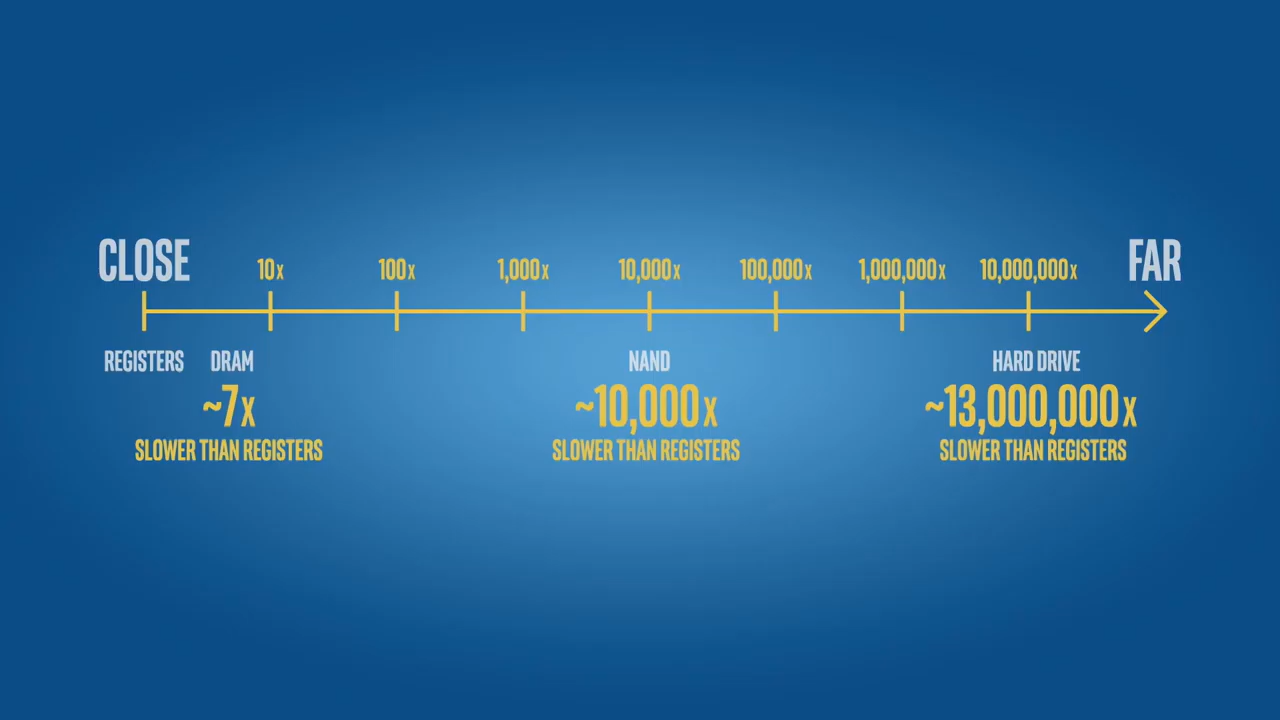 CLOSE
FAR
10x
100x
1,000x
10,000x
100,000x
1,000,000x
10,000,000x
REGISTERS
DRAM
~7x
SLOWER THAN REGISTERS
NAND
~10,000x
SLOWER THAN REGISTERS
HARD DRIVE
~13,000,000x
SLOWER THAN REGISTERS